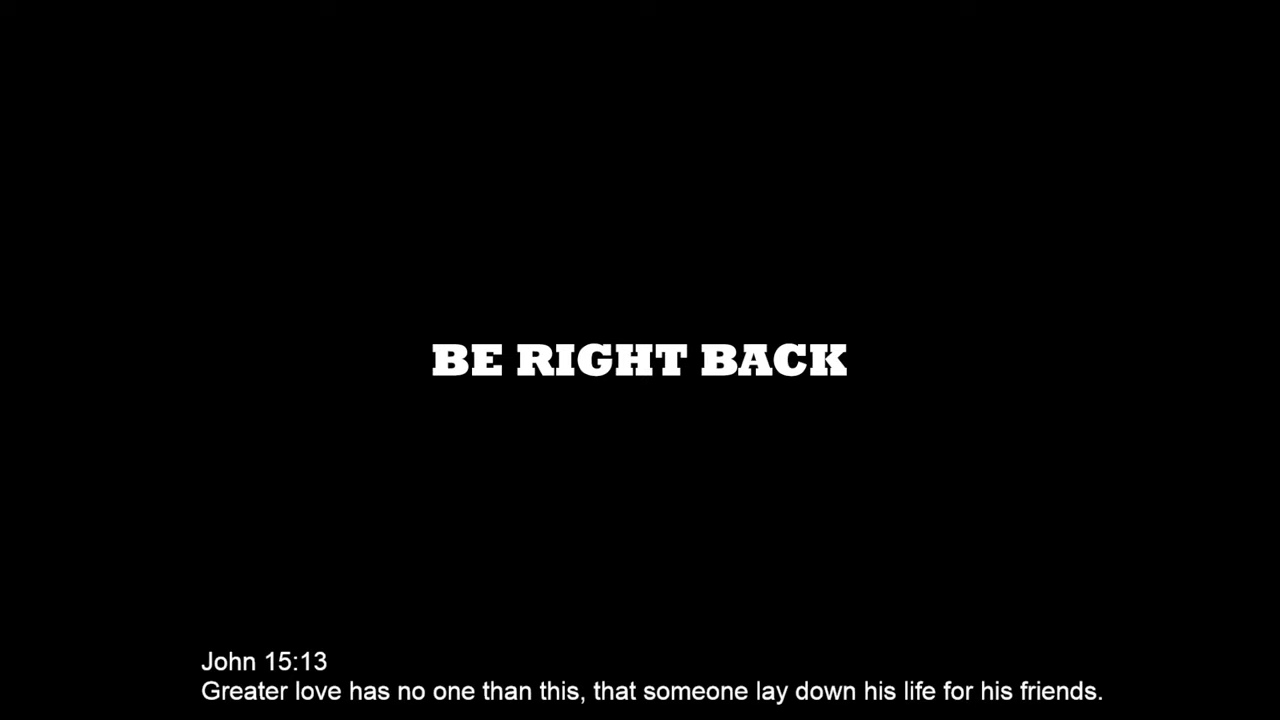 BE RIGHT BACK
John 15:13
Greater love has no one than this, that someone lay down his life for his friends.